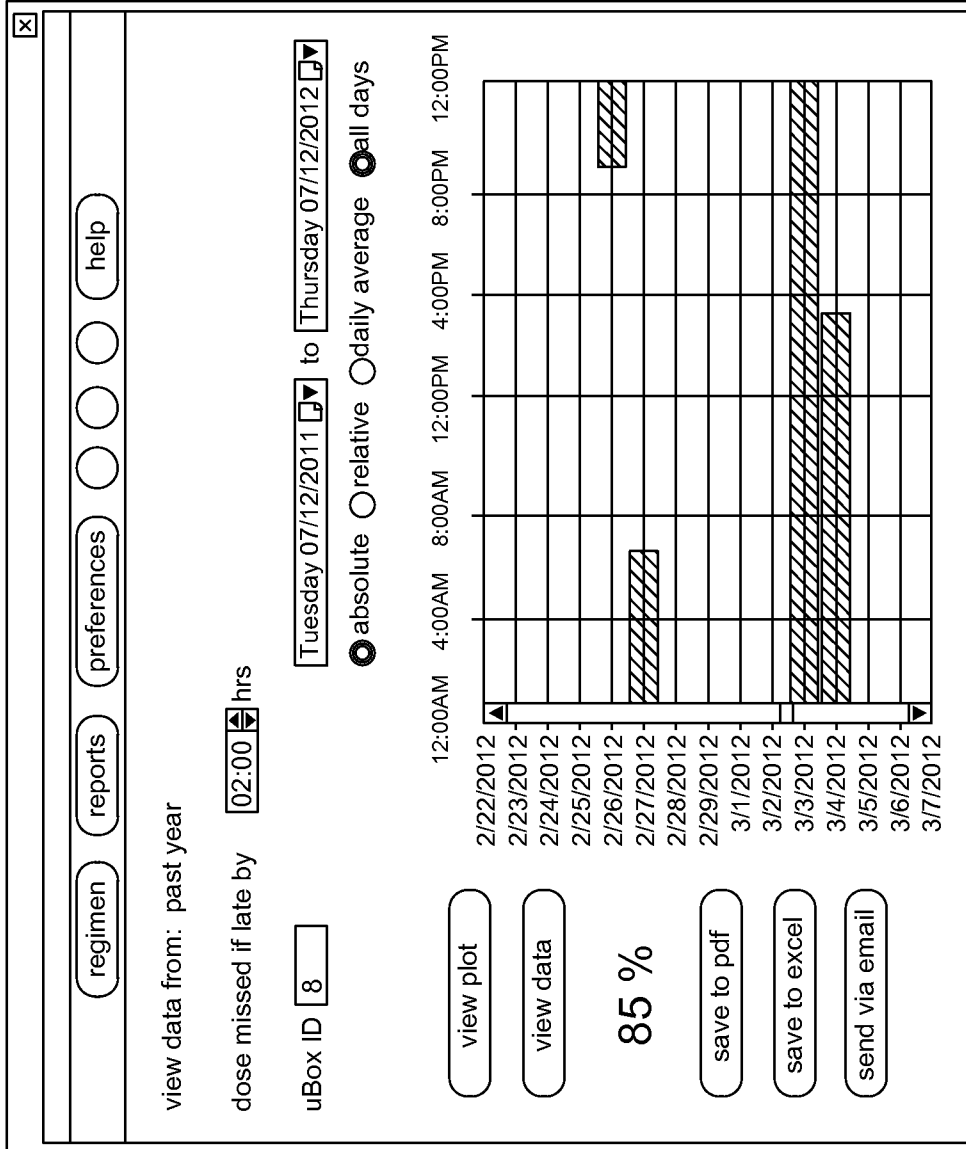 regimen reports preferences help
view data from: past year
dose missed if late by 02:00 hrs
uBox ID 8 Tuesday 07/12/2011 to Thursday 07/12/2012
absolute relative daily average all days
12:00AM 4:00AM 8:00AM 12:00PM 4:00PM 8:00PM 12:00PM
view plot
view data
85 %
save to pdf
save to excel
send via email
2/22/2012
2/23/2012
2/24/2012
2/25/2012
2/26/2012
2/27/2012
2/28/2012
2/29/2012
3/1/2012
3/2/2012
3/3/2012
3/4/2012
3/5/2012
3/6/2012
3/7/2012